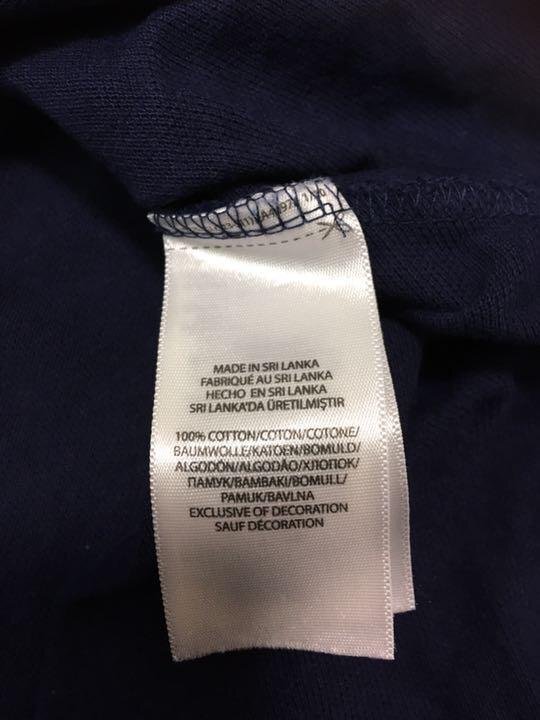 MADE IN SRI LANKA
FABRIQUÉ AU SRI LANKA
HECHO EN SRI LANKA
SRI LANKA'DA ÜRETILMIŞTIR
100% COTTON/COTON/COTONE/
BAUMWOLLE/KATOEN/BOMULD/
ALGODÓN/ALGODÃO/ХЛОПОК/
ПАМУК/ΒΑΜΒΑΚΙ/BOMULL/
PAMUK/BAVLNA
EXCLUSIVE OF DECORATION
SAUF DÉCORATION